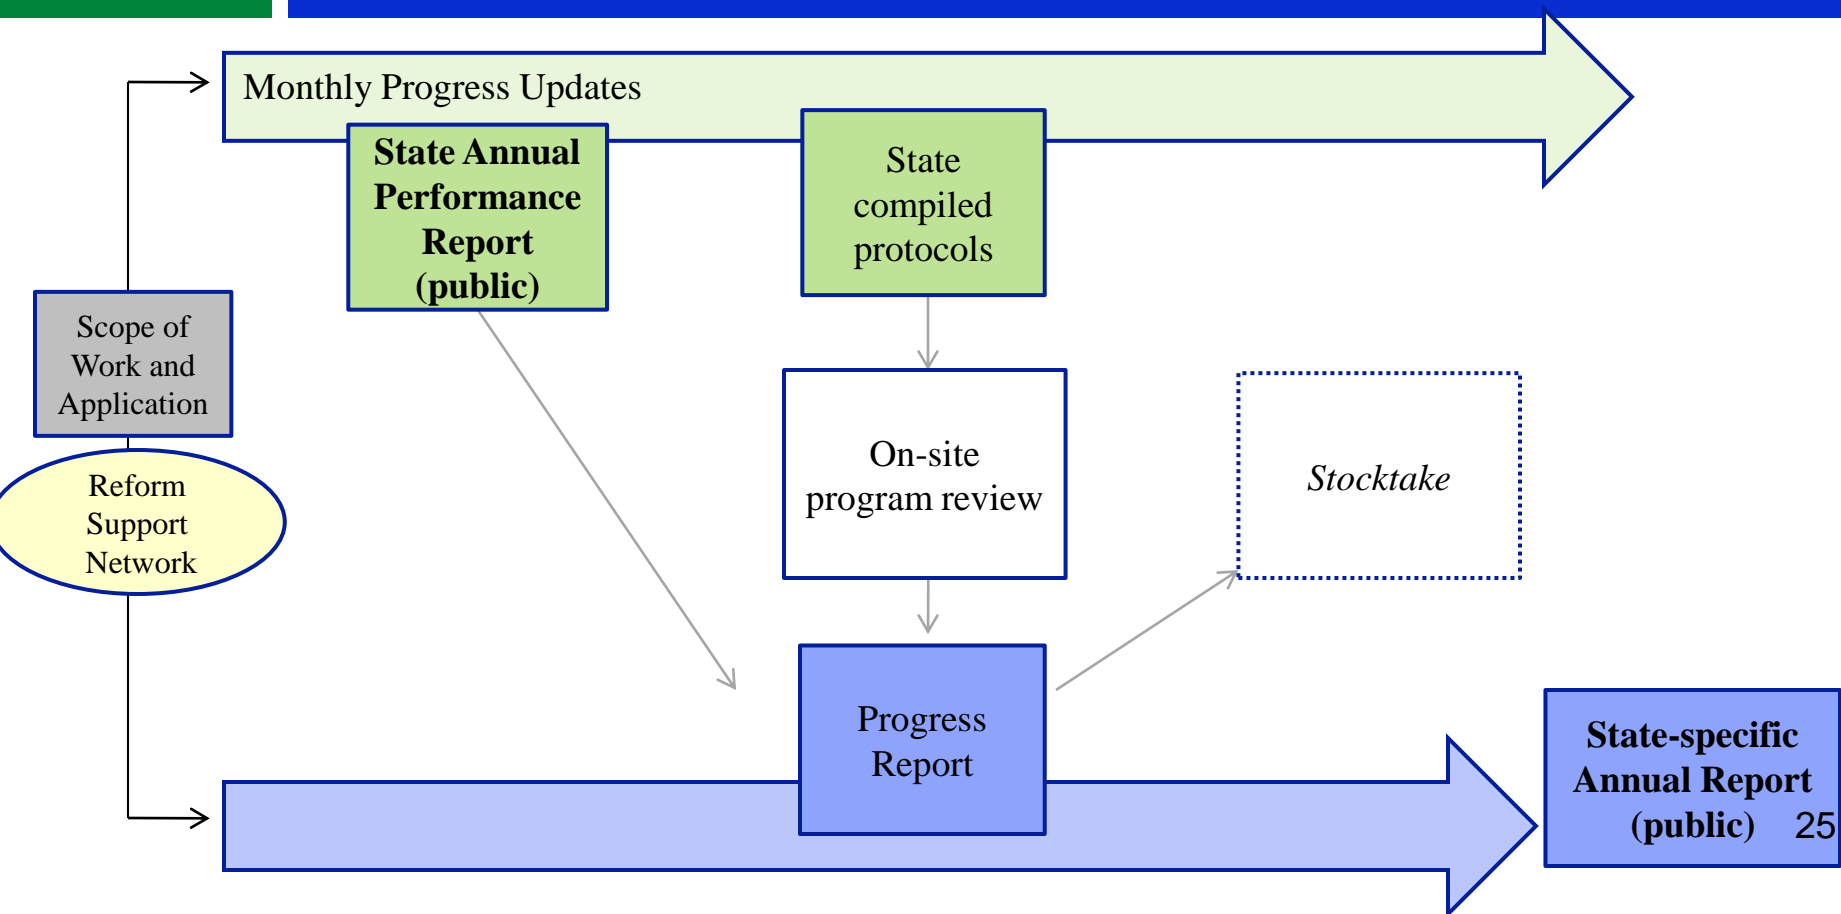 Monthly Progress Updates
State Annual
Performance
Report
(public)
State
compiled
protocols
Scope of
Work and
Application
Reform
Support
Network
On-site
program review
Stocktake
Progress
Report
State-specific
Annual Report
(public)
25